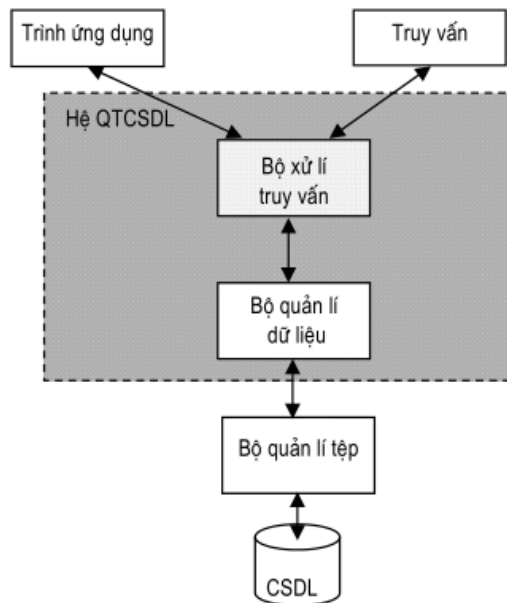 Trình ứng dụng
Truy vấn
Hệ QTCSDL
Bộ xử lí
truy vấn
Bộ quản lí
dữ liệu
Bộ quản lí tệp
CSDL